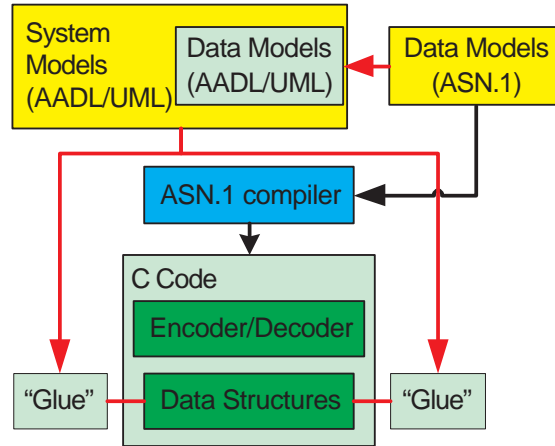 System
Models
(AADL/UML)
Data Models
(AADL/UML)
Data Models
(ASN.1)
ASN.1 compiler
C Code
Encoder/Decoder
“Glue”
Data Structures
“Glue”